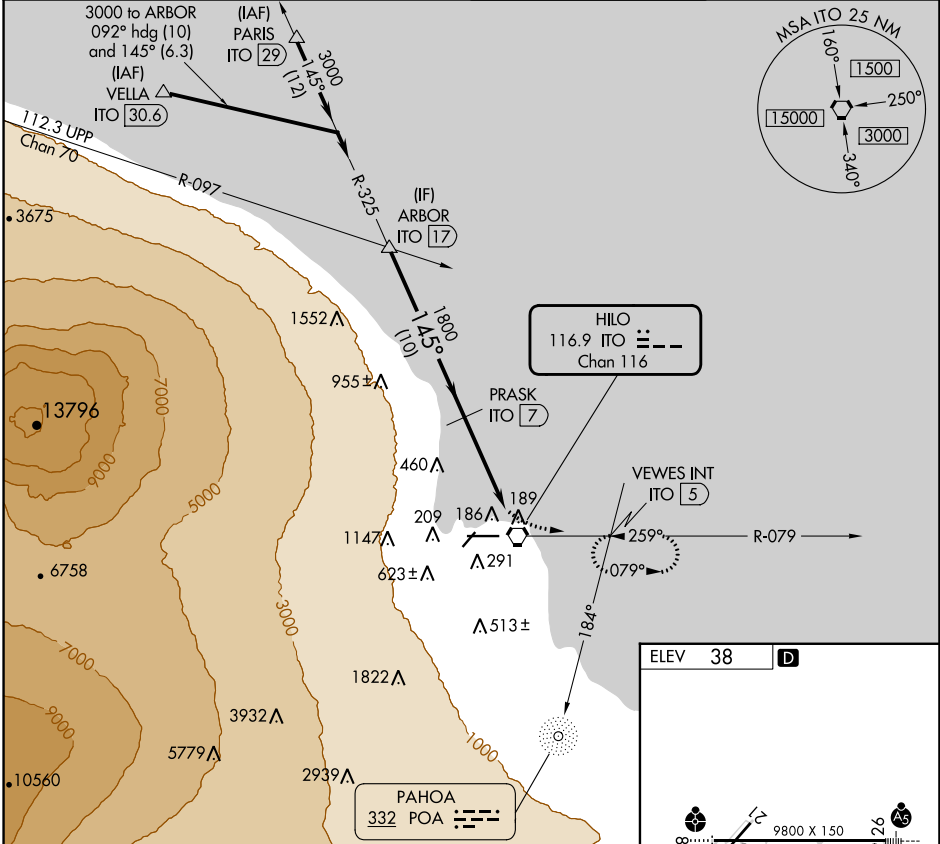 3000 to ARBOR
092° hdg (10)
and 145° (6.3)
(IAF)
VELLA
ITO 30.6
(IAF)
PARIS
ITO 29
3000
145°
(12)
MSA ITO 25 NM
160°
1500
250°
15000
3000
340°
112.3 UPP
Chan 70
R-097
R-325
(IF)
ARBOR
ITO 17
3675
1552
1800
145°
(10)
HILO
116.9 ITO
Chan 116
955±
7000
13796
PRASK
ITO 7
9000
5000
460
VEWES INT
ITO 5
189
186
209
1147
259°
R-079
291
623±
079°
6758
513±
184°
3000
ELEV 38
D
7000
1822
9000
3932
5779
1000
2939
10560
PAHOA
332 POA
21
9800 X 150
26
A5
8